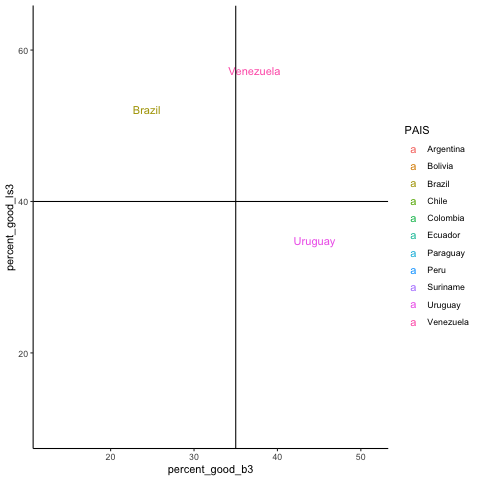 60
Venezuela
Brazil
PAIS
a Argentina
a Bolivia
a Brazil
a Chile
40
a Colombia
percent_good_ls3
Uruguay
a Ecuador
a Paraguay
a Peru
a Suriname
a Uruguay
a Venezuela
20
20 30 40 50
percent_good_b3